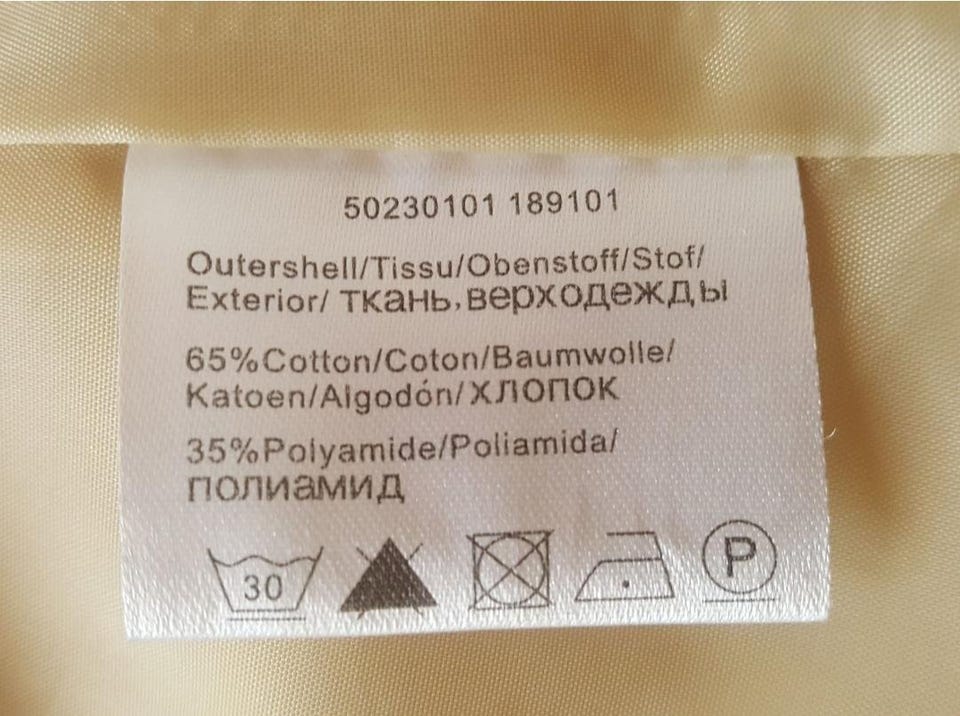 50230101 189101
Outershell/Tissu/Obenstoff/Stof/
Exterior/ ткань,верходежды
65%Cotton/Coton/Baumwolle/
Katoen/Algodón/ХЛОПОК
35%Polyamide/Poliamida/
ПОЛИАМИД
30 P